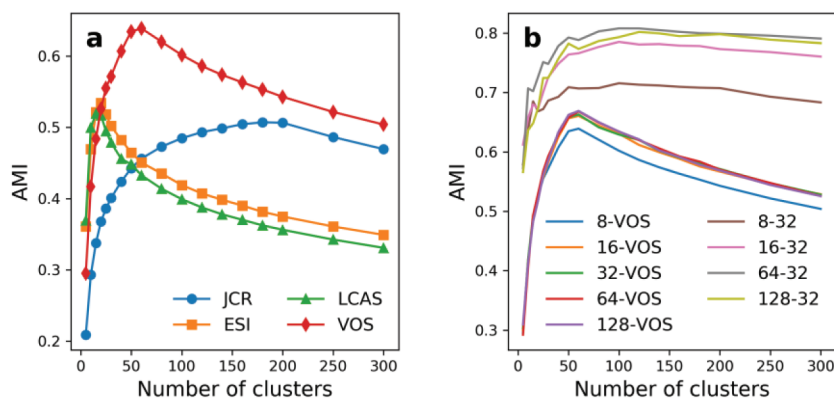 a
AMI
0.6
0.5
0.4
0.3
0.2
0 50 100 150 200 250 300
Number of clusters
JCR LCAS
ESI VOS
b
AMI
0.8
0.7
0.6
0.5
0.4
0.3
0 50 100 150 200 250 300
Number of clusters
8-VOS 8-32
16-VOS 16-32
32-VOS 64-32
64-VOS 128-32
128-VOS